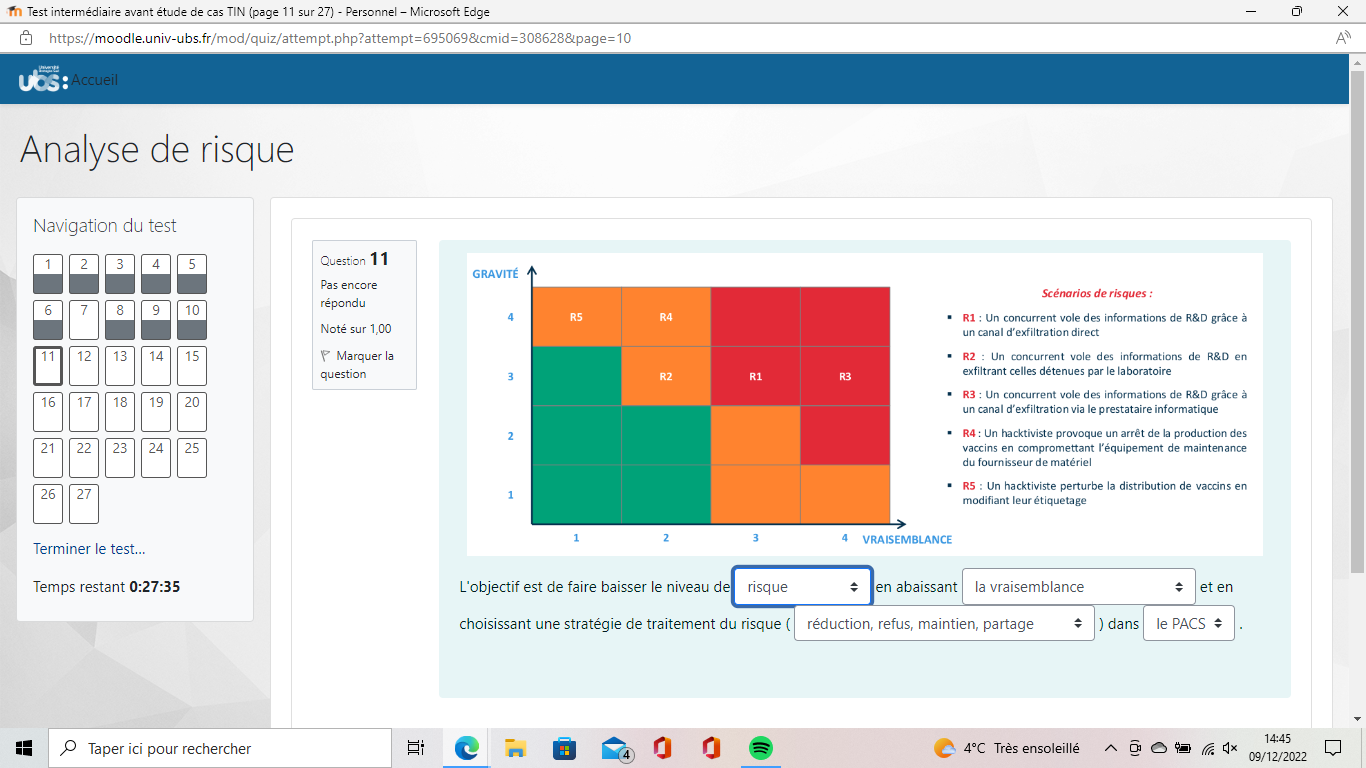 Test intermédiaire avant étude de cas TIN (page 11 sur 27) - Personnel – Microsoft Edge
https://moodle.univ-ubs.fr/mod/quiz/attempt.php?attempt=695069&cmid=308628&page=10
ubs: Accueil
Analyse de risque
Navigation du test
1 2 3 4 5
6 7 8 9 10
11 12 13 14 15
16 17 18 19 20
21 22 23 24 25
26 27
Terminer le test...
Temps restant 0:27:35
Question 11
Pas encore
répondu
Noté sur 1,00
Marquer la
question
GRAVITÉ
4 R5 R4
3 R2 R1 R3
2
1
1 2 3 4 VRAISEMBLANCE
Scénarios de risques :
▪ R1 : Un concurrent vole des informations de R&D grâce à
un canal d'exfiltration direct
▪ R2 : Un concurrent vole des informations de R&D en
exfiltrant celles détenues par le laboratoire
▪ R3 : Un concurrent vole des informations de R&D grâce à
un canal d'exfiltration via le prestataire informatique
▪ R4 : Un hacktiviste provoque un arrêt de la production des
vaccins en compromettant l'équipement de maintenance
du fournisseur de matériel
▪ R5 : Un hacktiviste perturbe la distribution de vaccins en
modifiant leur étiquetage
L'objectif est de faire baisser le niveau de risque en abaissant la vraisemblance et en
choisissant une stratégie de traitement du risque ( réduction, refus, maintien, partage ) dans le PACS .
Taper ici pour rechercher
4
4°C Très ensoleillé
14:45
09/12/2022